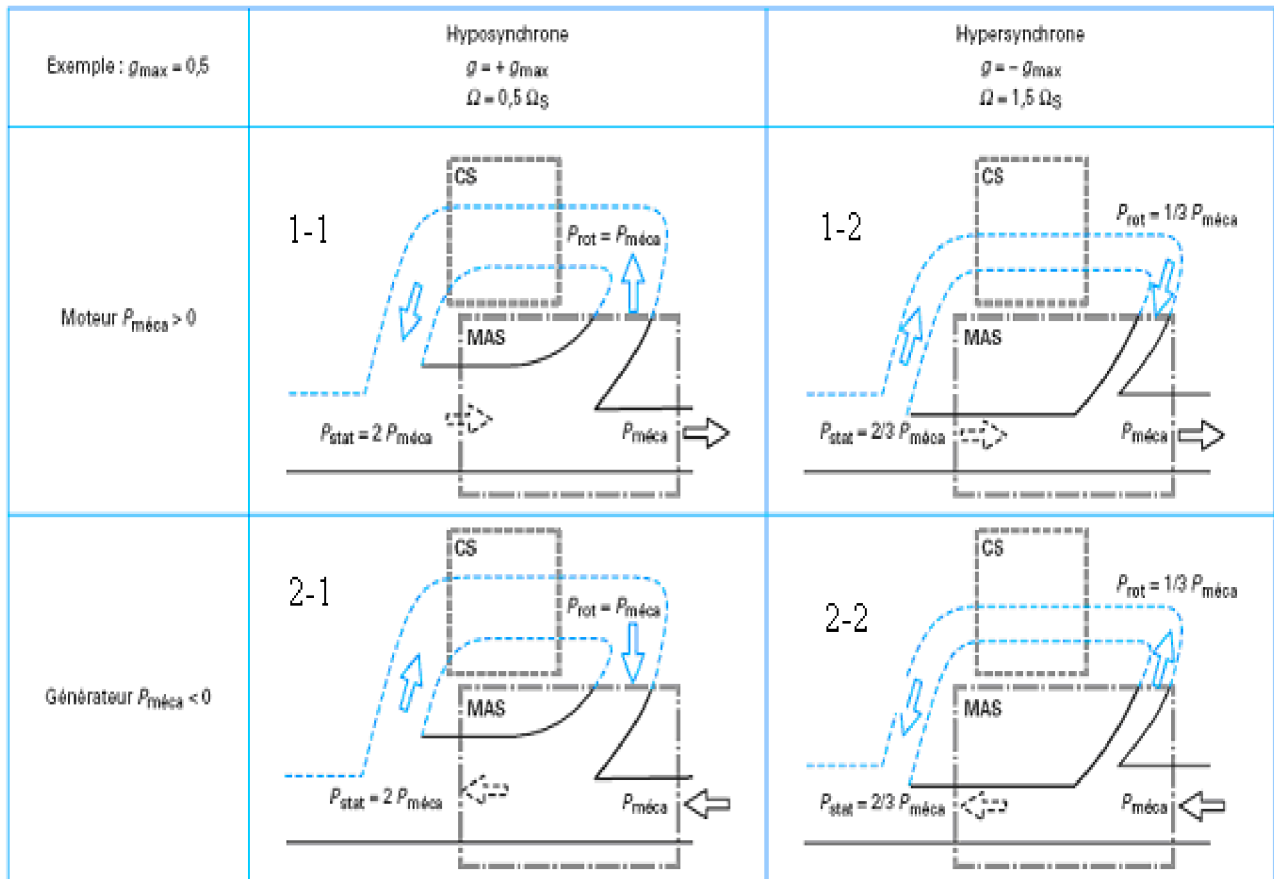 Exemple : gmax = 0,5
Hyposynchrone
g = + gmax
Ω = 0,5 ΩS
Hypersynchrone
g = – gmax
Ω = 1,5 ΩS
Moteur Pméca > 0
1-1
CS
Prot = Pméca
MAS
Pstat = 2 Pméca
Pméca
1-2
CS
Prot = 1/3 Pméca
MAS
Pstat = 2/3 Pméca
Pméca
Générateur Pméca < 0
2-1
CS
Prot = Pméca
MAS
Pstat = 2 Pméca
Pméca
2-2
CS
Prot = 1/3 Pméca
MAS
Pstat = 2/3 Pméca
Pméca